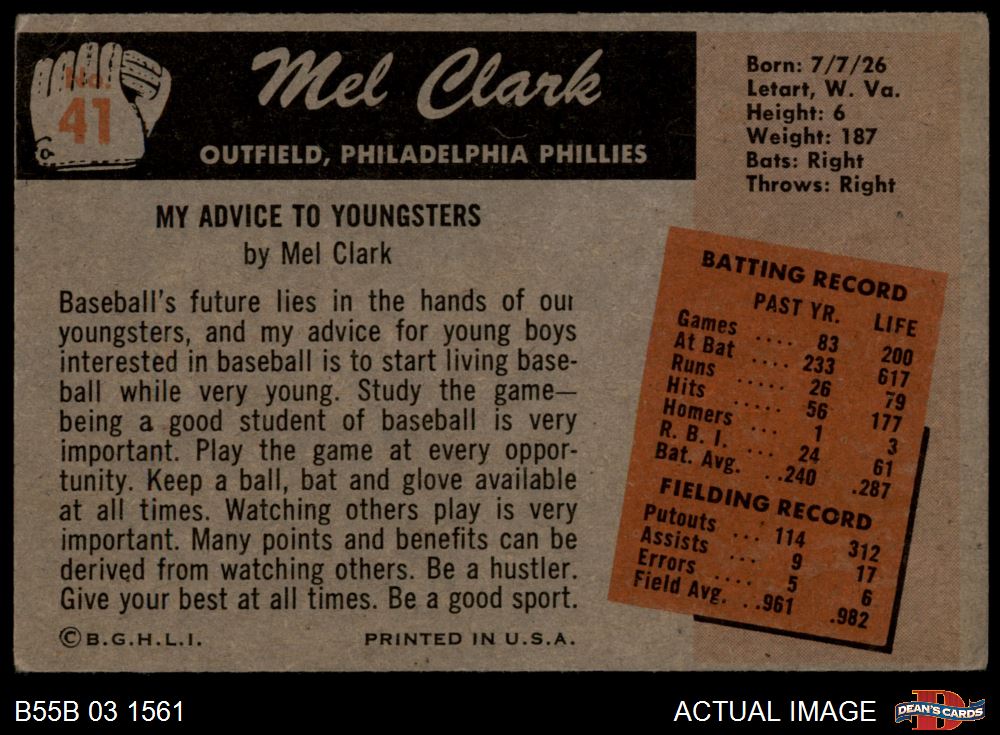 No.
41
Mel Clark
OUTFIELD, PHILADELPHIA PHILLIES
Born: 7/7/26
Letart, W. Va.
Height: 6
Weight: 187
Bats: Right
Throws: Right
MY ADVICE TO YOUNGSTERS
by Mel Clark
Baseball's future lies in the hands of our
youngsters, and my advice for young boys
interested in baseball is to start living base-
ball while very young. Study the game—
being a good student of baseball is very
important. Play the game at every oppor-
tunity. Keep a ball, bat and glove available
at all times. Watching others play is very
important. Many points and benefits can be
derived from watching others. Be a hustler.
Give your best at all times. Be a good sport.
©B.G.H.L.I. PRINTED IN U.S.A.
BATTING RECORD
PAST YR. LIFE
Games .... 83 200
At Bat .... 233 617
Runs ..... 26 79
Hits ..... 56 177
Homers ... 1 3
R. B. I. ... 24 61
Bat. Avg. ..240 .287
FIELDING RECORD
Putouts ... 114 312
Assists ... 9 17
Errors .... 5 6
Field Avg. ..961 .982
B55B 03 1561
ACTUAL IMAGE
DEAN'S CARDS